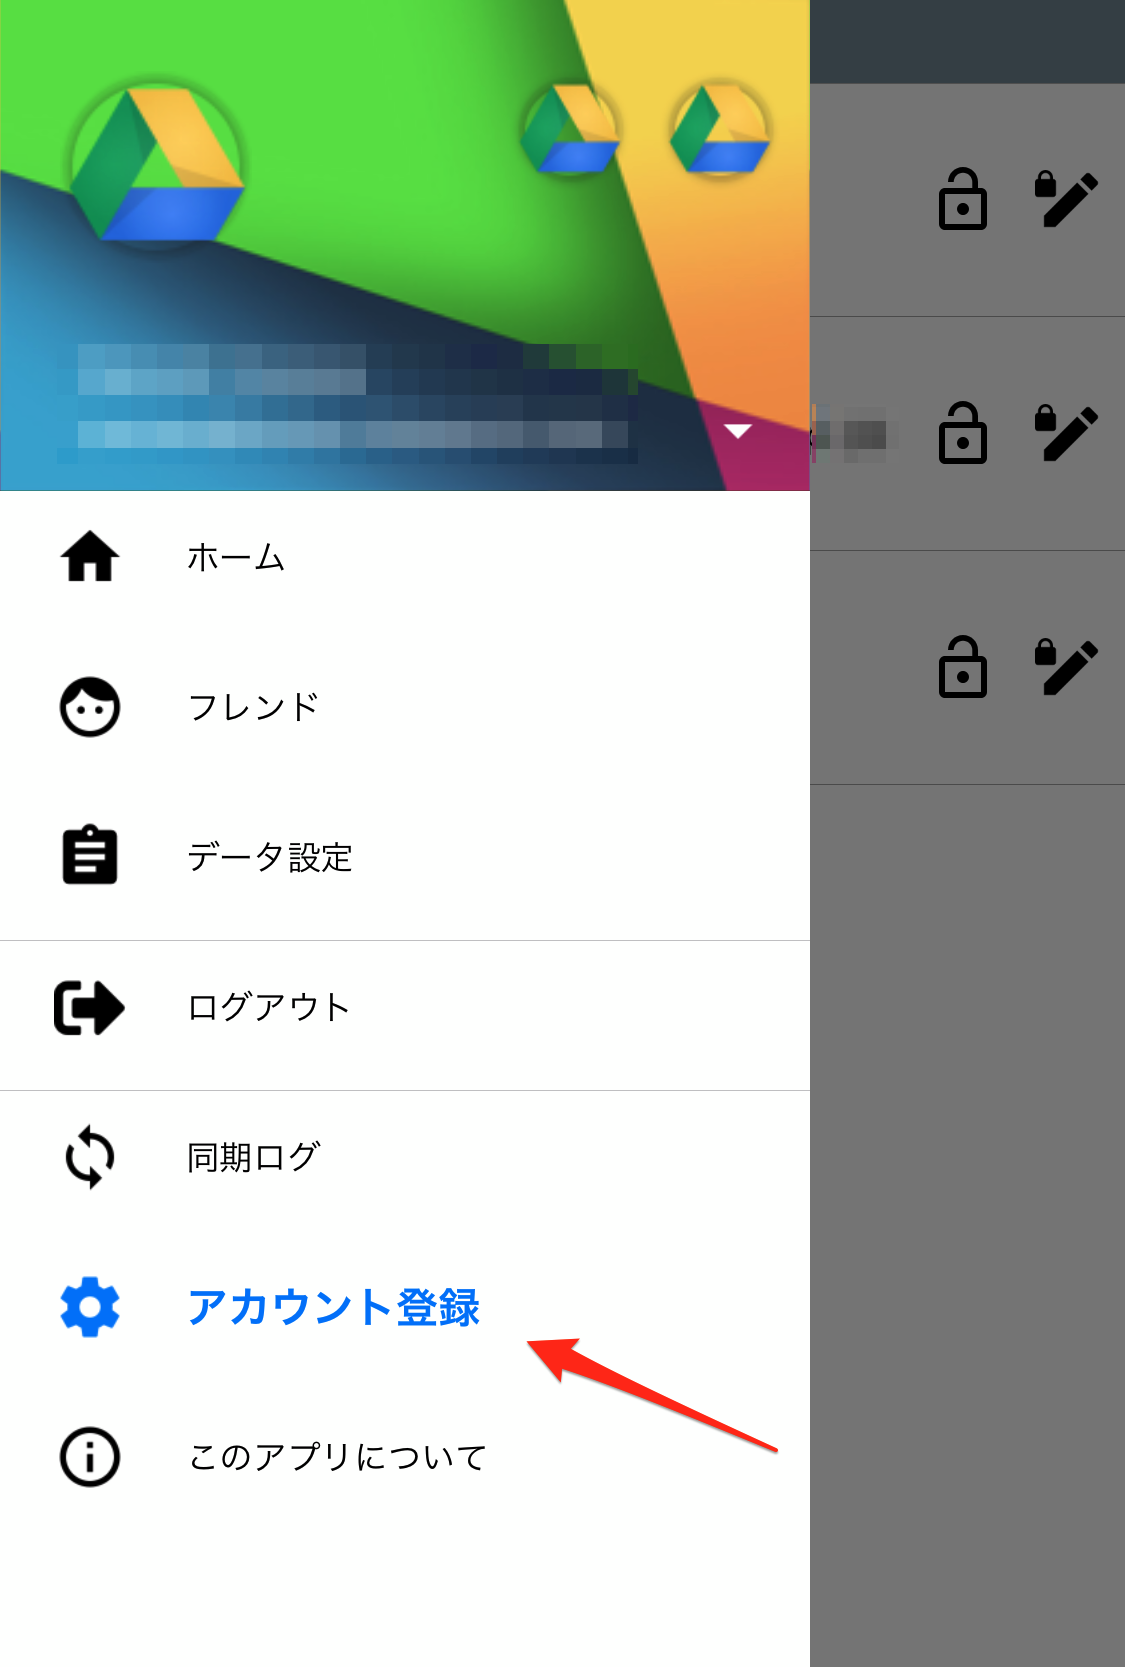 ホーム
フレンド
データ設定
ログアウト
同期ログ
アカウント登録
このアプリについて